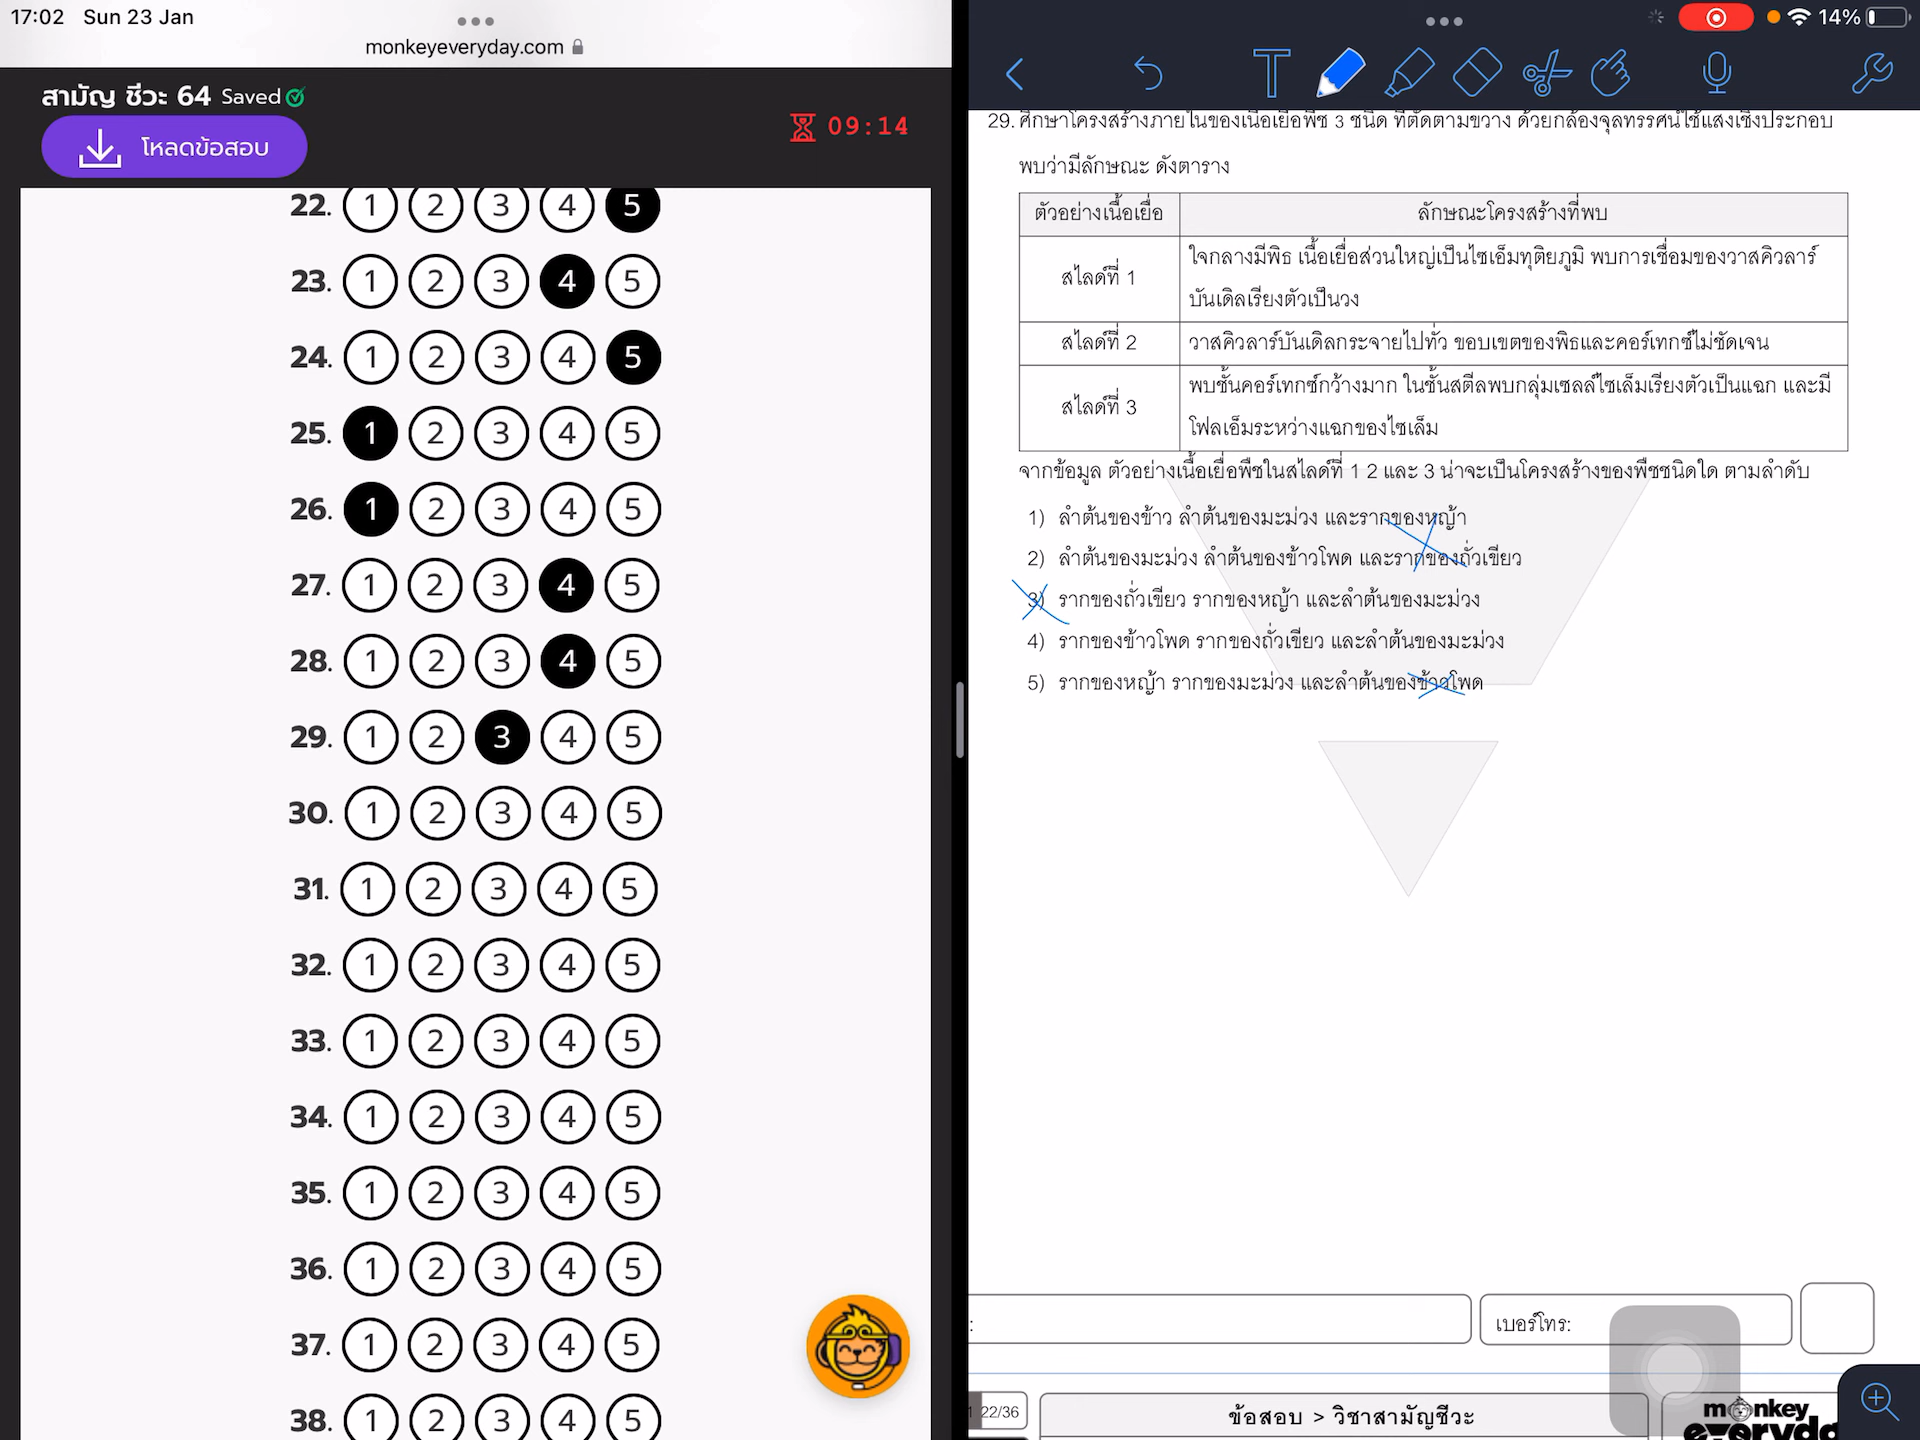 17:02 Sun 23 Jan
monkeyeveryday.com
สามัญ ชีวะ 64 Saved
โหลดข้อสอบ
09:14
22. 1 2 3 4 5
23. 1 2 3 4 5
24. 1 2 3 4 5
25. 1 2 3 4 5
26. 1 2 3 4 5
27. 1 2 3 4 5
28. 1 2 3 4 5
29. 1 2 3 4 5
30. 1 2 3 4 5
31. 1 2 3 4 5
32. 1 2 3 4 5
33. 1 2 3 4 5
34. 1 2 3 4 5
35. 1 2 3 4 5
36. 1 2 3 4 5
37. 1 2 3 4 5
38. 1 2 3 4 5
14%
29. ศึกษาโครงสร้างภายในของเนื้อเยื่อพืช 3 ชนิด ที่ตัดตามขวาง ด้วยกล้องจุลทรรศน์ใช้แสงเชิงประกอบ
พบว่ามีลักษณะ ดังตาราง
ตัวอย่างเนื้อเยื่อ ลักษณะโครงสร้างที่พบ
สไลด์ที่ 1 ใจกลางมีพิธ เนื้อเยื่อส่วนใหญ่เป็นไซเอ็มทุติยภูมิ พบการเชื่อมของวาสคิวลาร์
บันเดิลเรียงตัวเป็นวง
สไลด์ที่ 2 วาสคิวลาร์บันเดิลกระจายไปทั่ว ขอบเขตของพิธและคอร์เทกซ์ไม่ชัดเจน
สไลด์ที่ 3 พบชั้นคอร์เทกซ์กว้างมาก ในชั้นสตีลพบกลุ่มเซลล์ไซเล็มเรียงตัวเป็นแฉก และมี
โฟลเอ็มระหว่างแฉกของไซเล็ม
จากข้อมูล ตัวอย่างเนื้อเยื่อพืชในสไลด์ที่ 1 2 และ 3 น่าจะเป็นโครงสร้างของพืชชนิดใด ตามลำดับ
1) ลำต้นของข้าว ลำต้นของมะม่วง และรากของหญ้า
2) ลำต้นของมะม่วง ลำต้นของข้าวโพด และรากของถั่วเขียว
3) รากของถั่วเขียว รากของหญ้า และลำต้นของมะม่วง
4) รากของข้าวโพด รากของถั่วเขียว และลำต้นของมะม่วง
5) รากของหญ้า รากของมะม่วง และลำต้นของข้าวโพด
: เบอร์โทร:
22/36 ข้อสอบ > วิชาสามัญชีวะ monkey